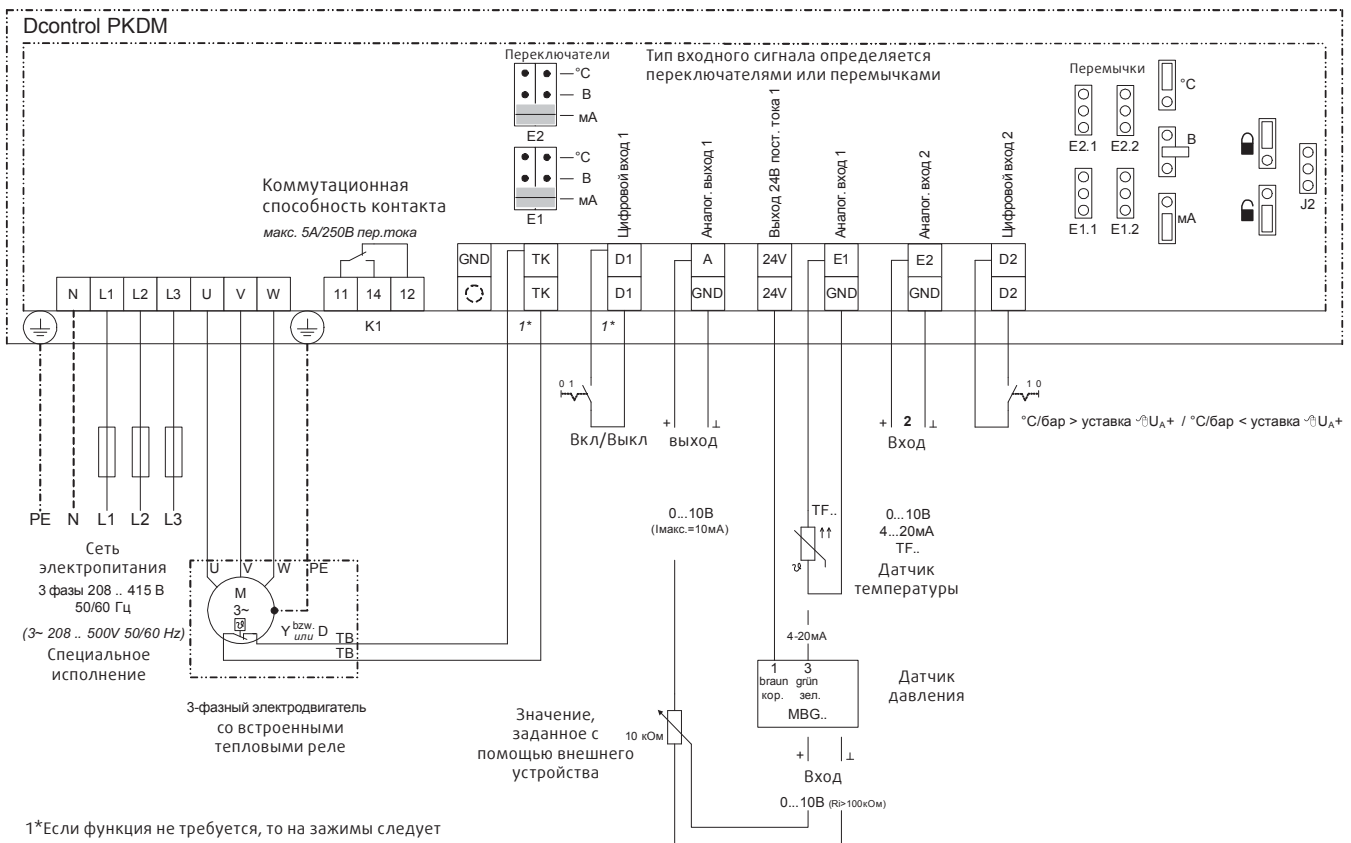 Dcontrol PKDM
Переключатели
Тип входного сигнала определяется
переключателями или перемычками
Перемычки
°C
В
мА
E2
°C
В
мА
E1
Цифровой вход 1
Аналог. выход 1
Выход 24В пост. тока 1
Аналог. вход 1
Аналог. вход 2
Цифровой вход 2
E2.1 E2.2
E1.1 E1.2
°C
В
мА
J2
Коммутационная
способность контакта
макс. 5А/250В пер.тока
GND TK D1 A 24V E1 E2 D2
N L1 L2 L3 U V W
11 14 12
TK D1 GND 24V GND GND D2
K1
1* 1*
0 1
1 0
Вкл/Выкл
+ ⊥
выход
+ 2 ⊥
Вход
°C/бар > уставка UA+ / °C/бар < уставка UA+
PE N L1 L2 L3
Сеть
электропитания
3 фазы 208 .. 415 В
50/60 Гц
(3~ 208 .. 500V 50/60 Hz)
Специальное
исполнение
U V W PE
M
3~
ϑ
Y bzw. или D
TB
TB
3-фазный электродвигатель
со встроенными
тепловыми реле
0...10В
(Iмакс.=10мА)
TF..
ϑ
0...10В
4...20мА
TF..
Датчик
температуры
4-20мА
1 3
braun grün
кор. зел.
MBG..
Датчик
давления
Значение,
заданное с
помощью внешнего
устройства
10 кОм
+ ⊥
Вход
0...10В (Ri>100кОм)
1*Если функция не требуется, то на зажимы следует